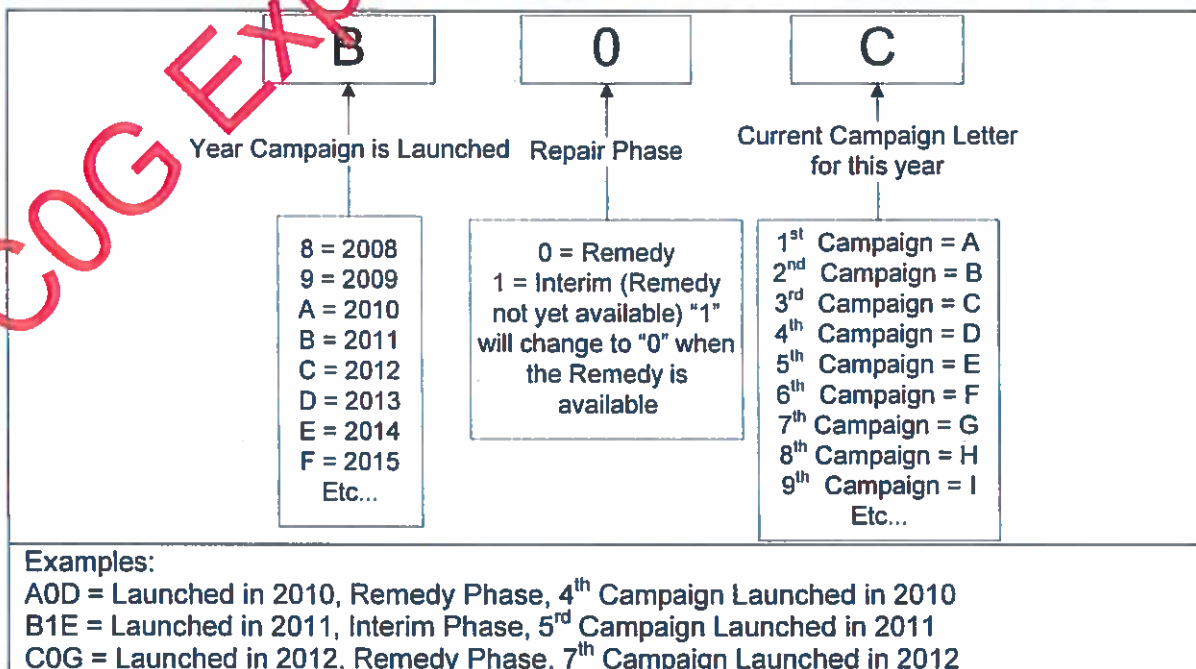 C0G Exp
B 0 C
Year Campaign is Launched
Repair Phase
Current Campaign Letter
for this year
8 = 2008
9 = 2009
A = 2010
B = 2011
C = 2012
D = 2013
E = 2014
F = 2015
Etc...
0 = Remedy
1 = Interim (Remedy
not yet available) "1"
will change to "0" when
the Remedy is
available
1st Campaign = A
2nd Campaign = B
3rd Campaign = C
4th Campaign = D
5th Campaign = E
6th Campaign = F
7th Campaign = G
8th Campaign = H
9th Campaign = I
Etc...
Examples:
A0D = Launched in 2010, Remedy Phase, 4th Campaign Launched in 2010
B1E = Launched in 2011, Interim Phase, 5rd Campaign Launched in 2011
C0G = Launched in 2012, Remedy Phase, 7th Campaign Launched in 2012